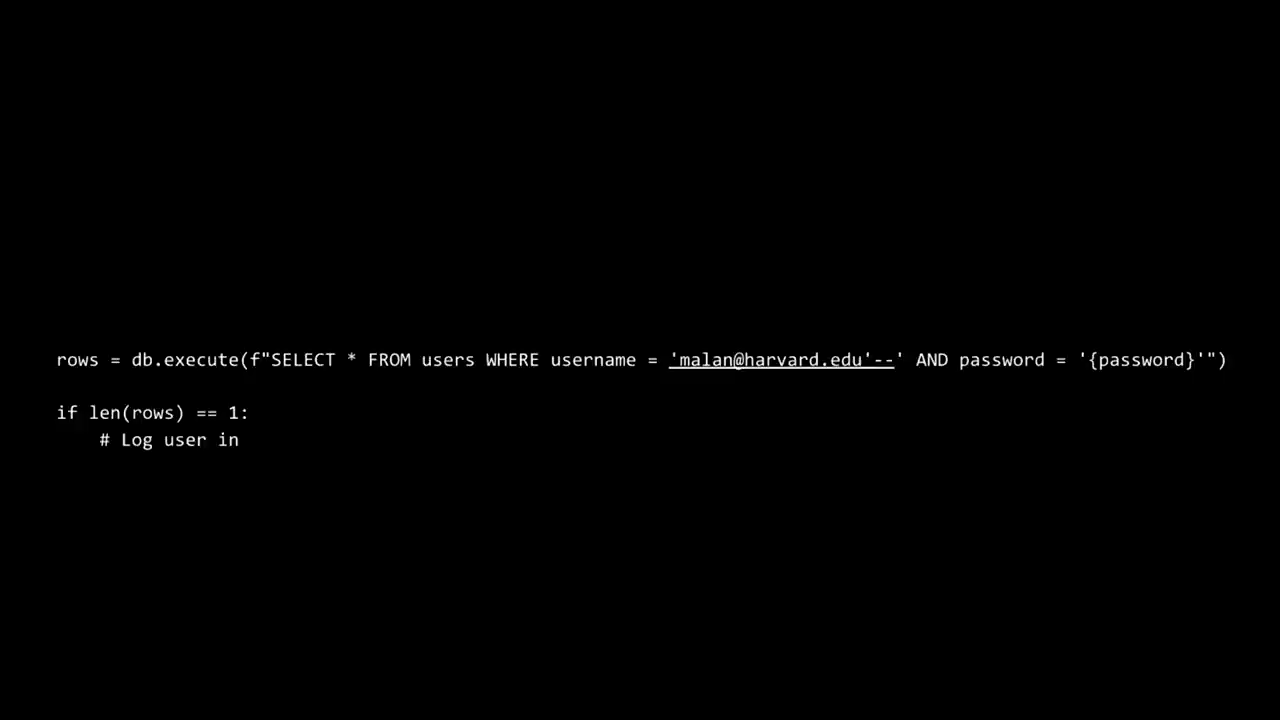 rows = db.execute(f"SELECT * FROM users WHERE username = 'malan@harvard.edu'--' AND password = '{password}'")
if len(rows) == 1:
# Log user in